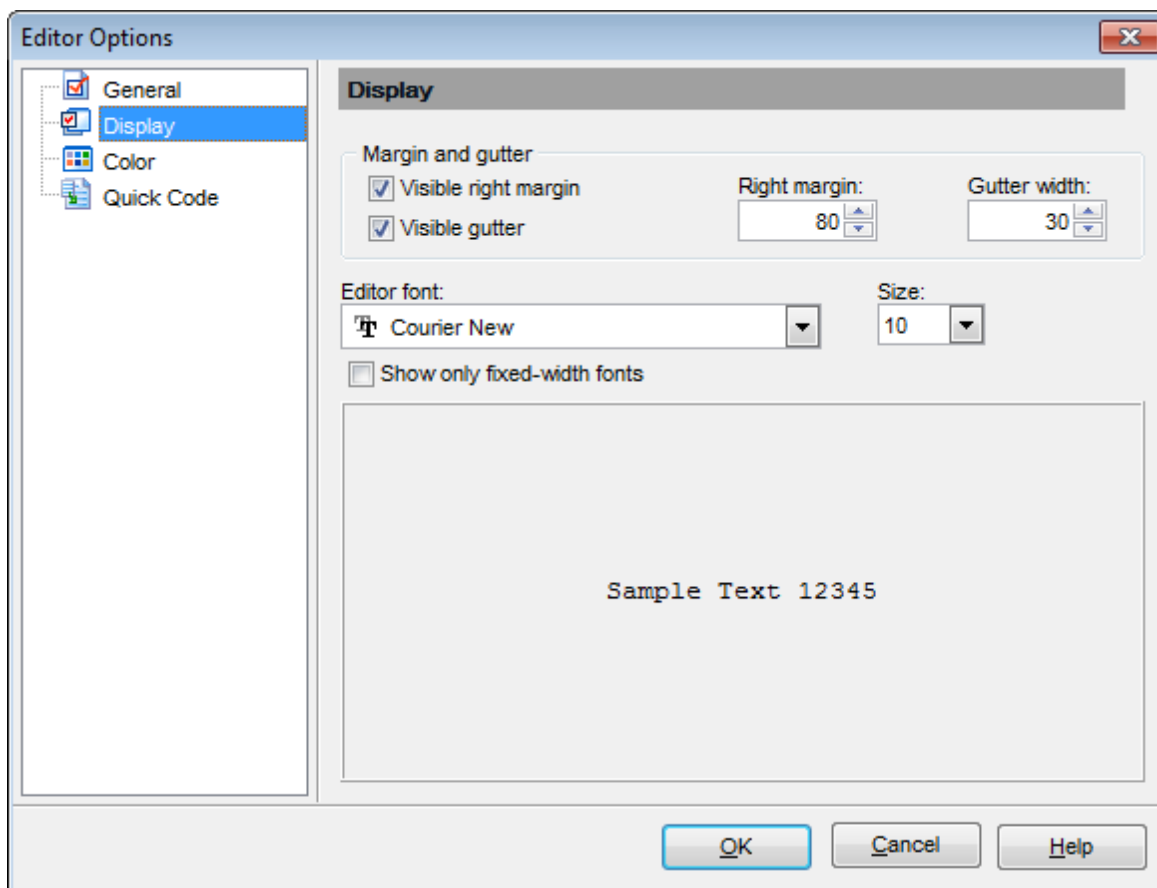 Editor Options
General
Display
Color
Quick Code
Display
Margin and gutter
Visible right margin
Right margin:
Gutter width:
80
30
Visible gutter
Editor font:
Size:
Courier New
10
Show only fixed-width fonts
Sample Text 12345
OK
Cancel
Help